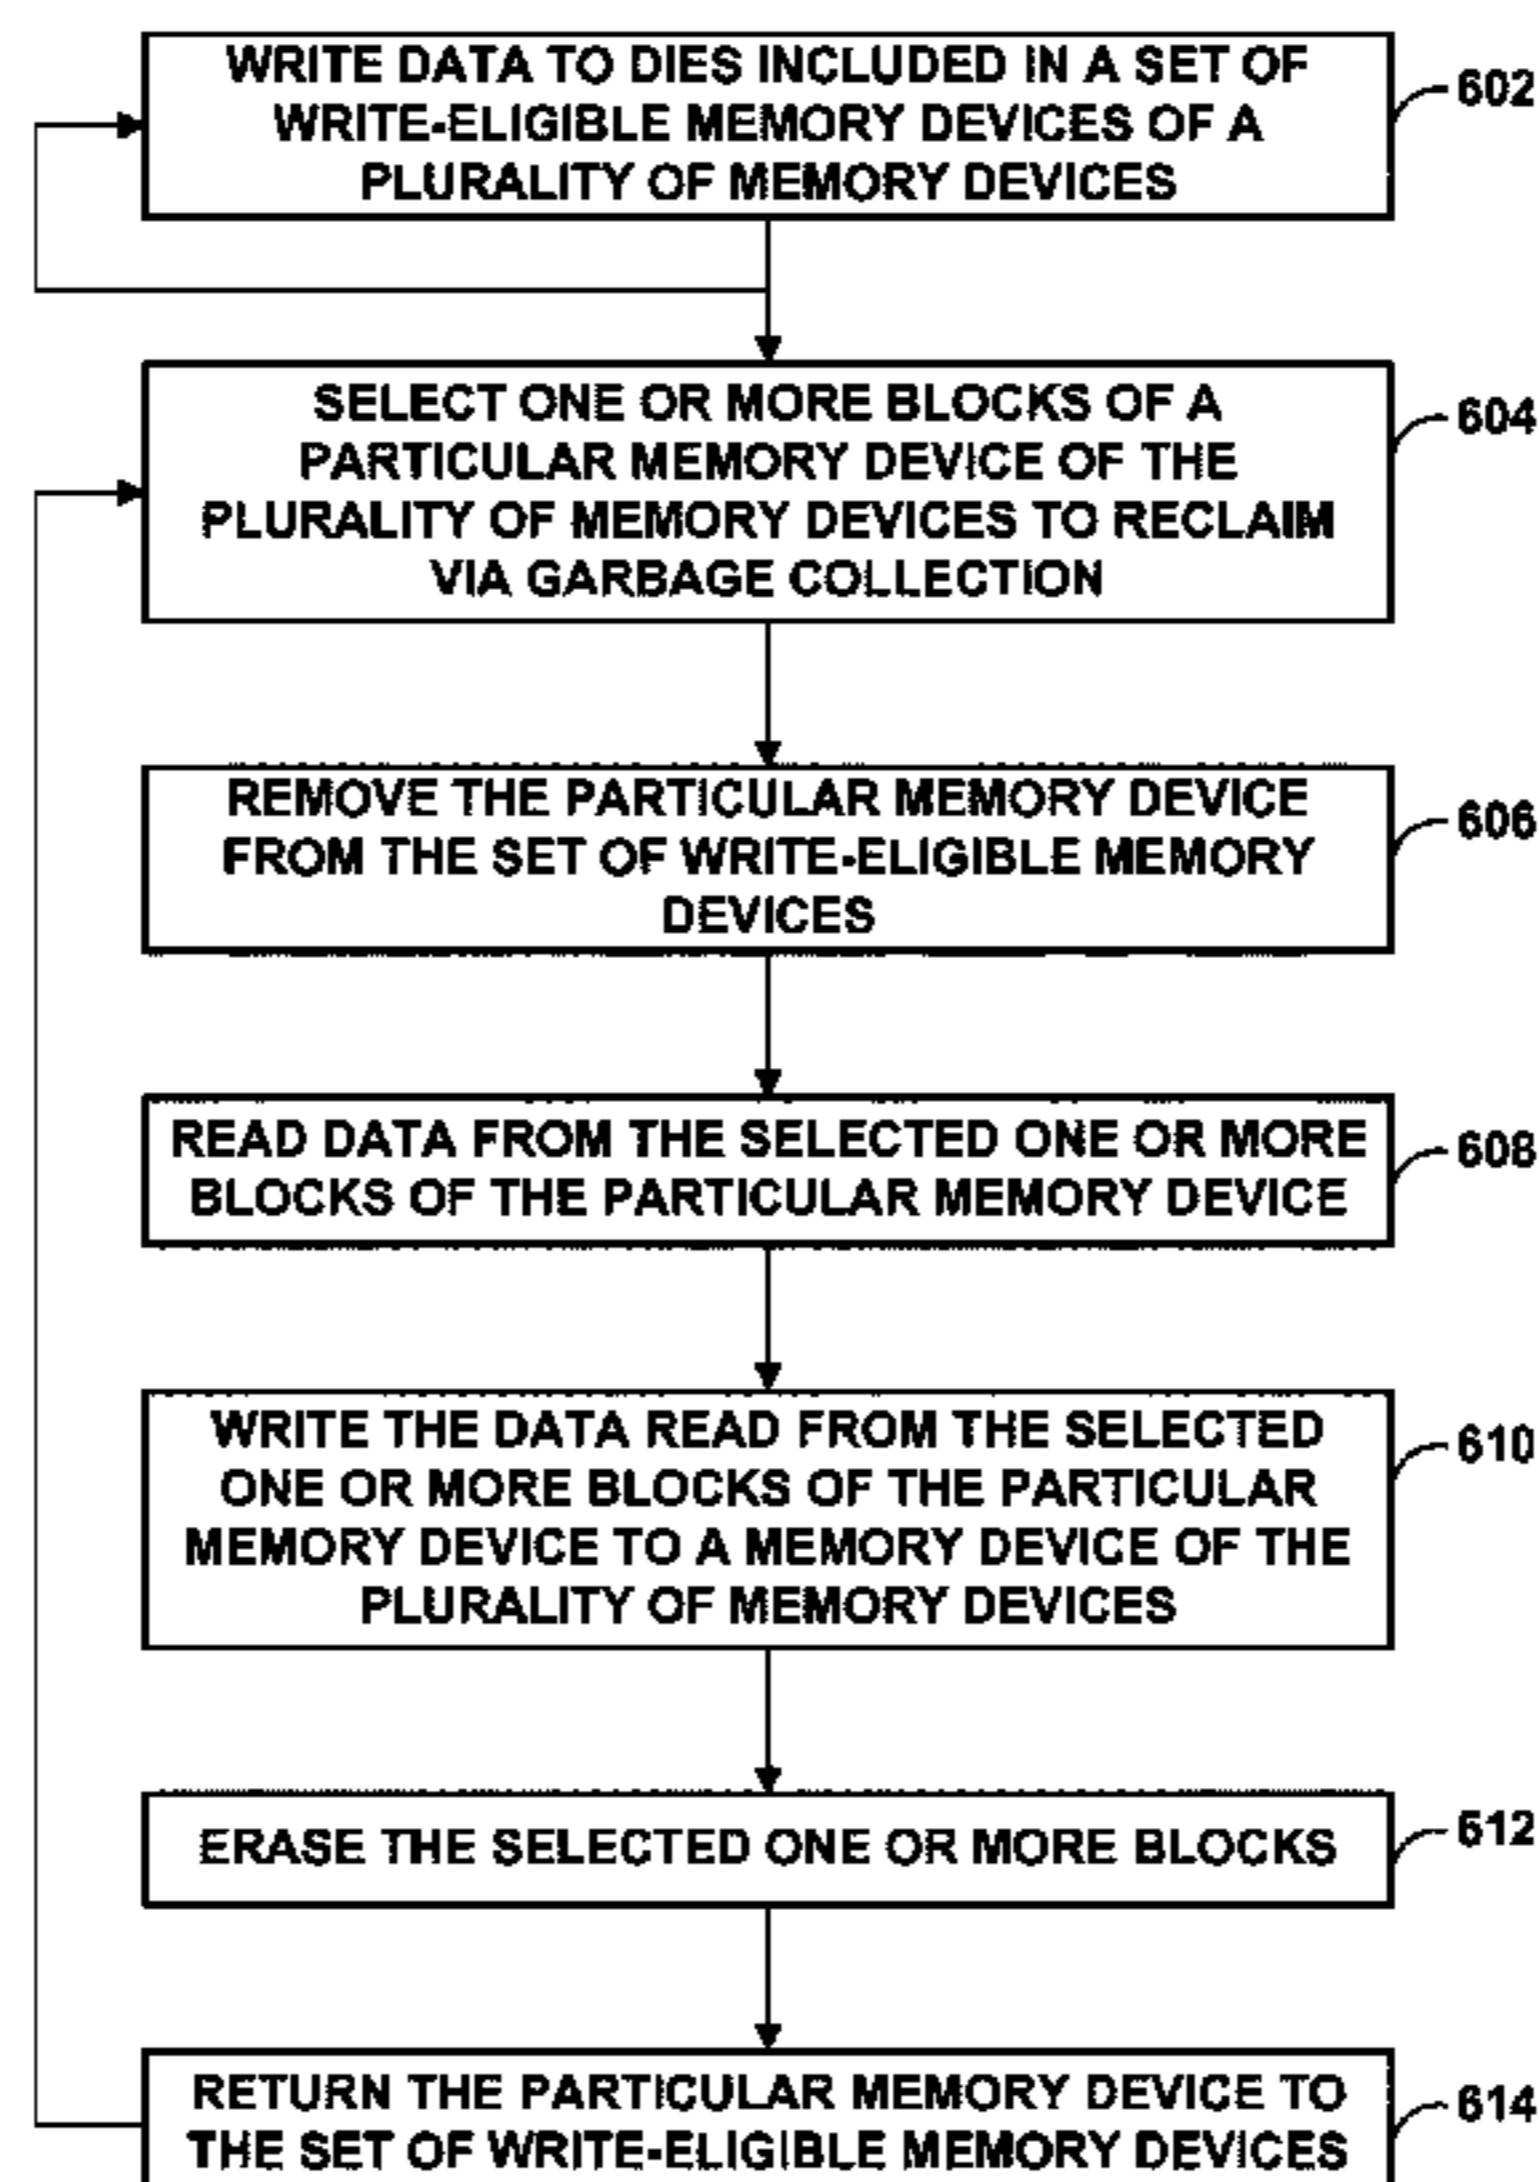 WRITE DATA TO DIES INCLUDED IN A SET OF
WRITE-ELIGIBLE MEMORY DEVICES OF A
PLURALITY OF MEMORY DEVICES
602
SELECT ONE OR MORE BLOCKS OF A
PARTICULAR MEMORY DEVICE OF THE
PLURALITY OF MEMORY DEVICES TO RECLAIM
VIA GARBAGE COLLECTION
604
REMOVE THE PARTICULAR MEMORY DEVICE
FROM THE SET OF WRITE-ELIGIBLE MEMORY
DEVICES
606
READ DATA FROM THE SELECTED ONE OR MORE
BLOCKS OF THE PARTICULAR MEMORY DEVICE
608
WRITE THE DATA READ FROM THE SELECTED
ONE OR MORE BLOCKS OF THE PARTICULAR
MEMORY DEVICE TO A MEMORY DEVICE OF THE
PLURALITY OF MEMORY DEVICES
610
ERASE THE SELECTED ONE OR MORE BLOCKS
612
RETURN THE PARTICULAR MEMORY DEVICE TO
THE SET OF WRITE-ELIGIBLE MEMORY DEVICES
614